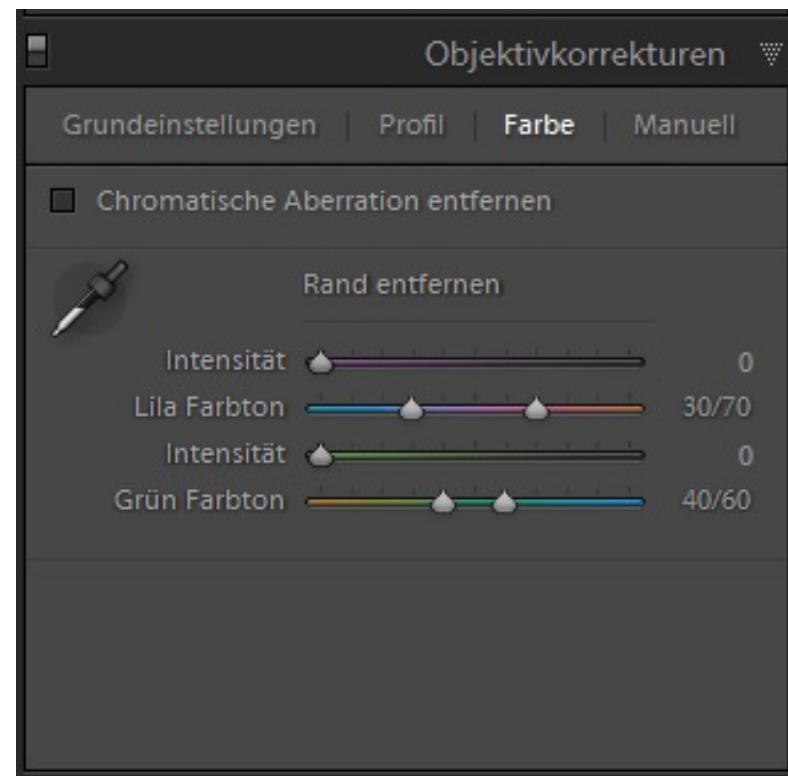 Objektivkorrekturen
Grundeinstellungen | Profil | Farbe | Manuell
Chromatische Aberration entfernen
Rand entfernen
Intensität 0
Lila Farbton 30/70
Intensität 0
Grün Farbton 40/60